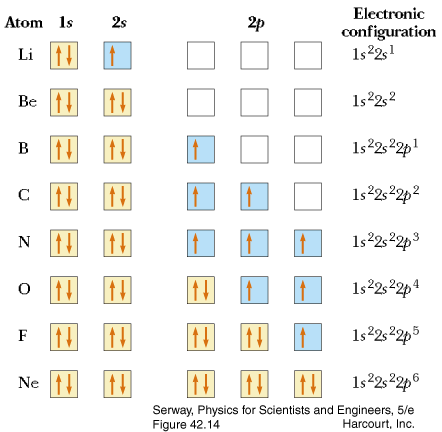 Atom 1s 2s 2p Electronic configuration
Li 1s²2s¹
Be 1s²2s²
B 1s²2s²2p¹
C 1s²2s²2p²
N 1s²2s²2p³
O 1s²2s²2p⁴
F 1s²2s²2p⁵
Ne 1s²2s²2p⁶
Serway, Physics for Scientists and Engineers, 5/e
Figure 42.14 Harcourt, Inc.